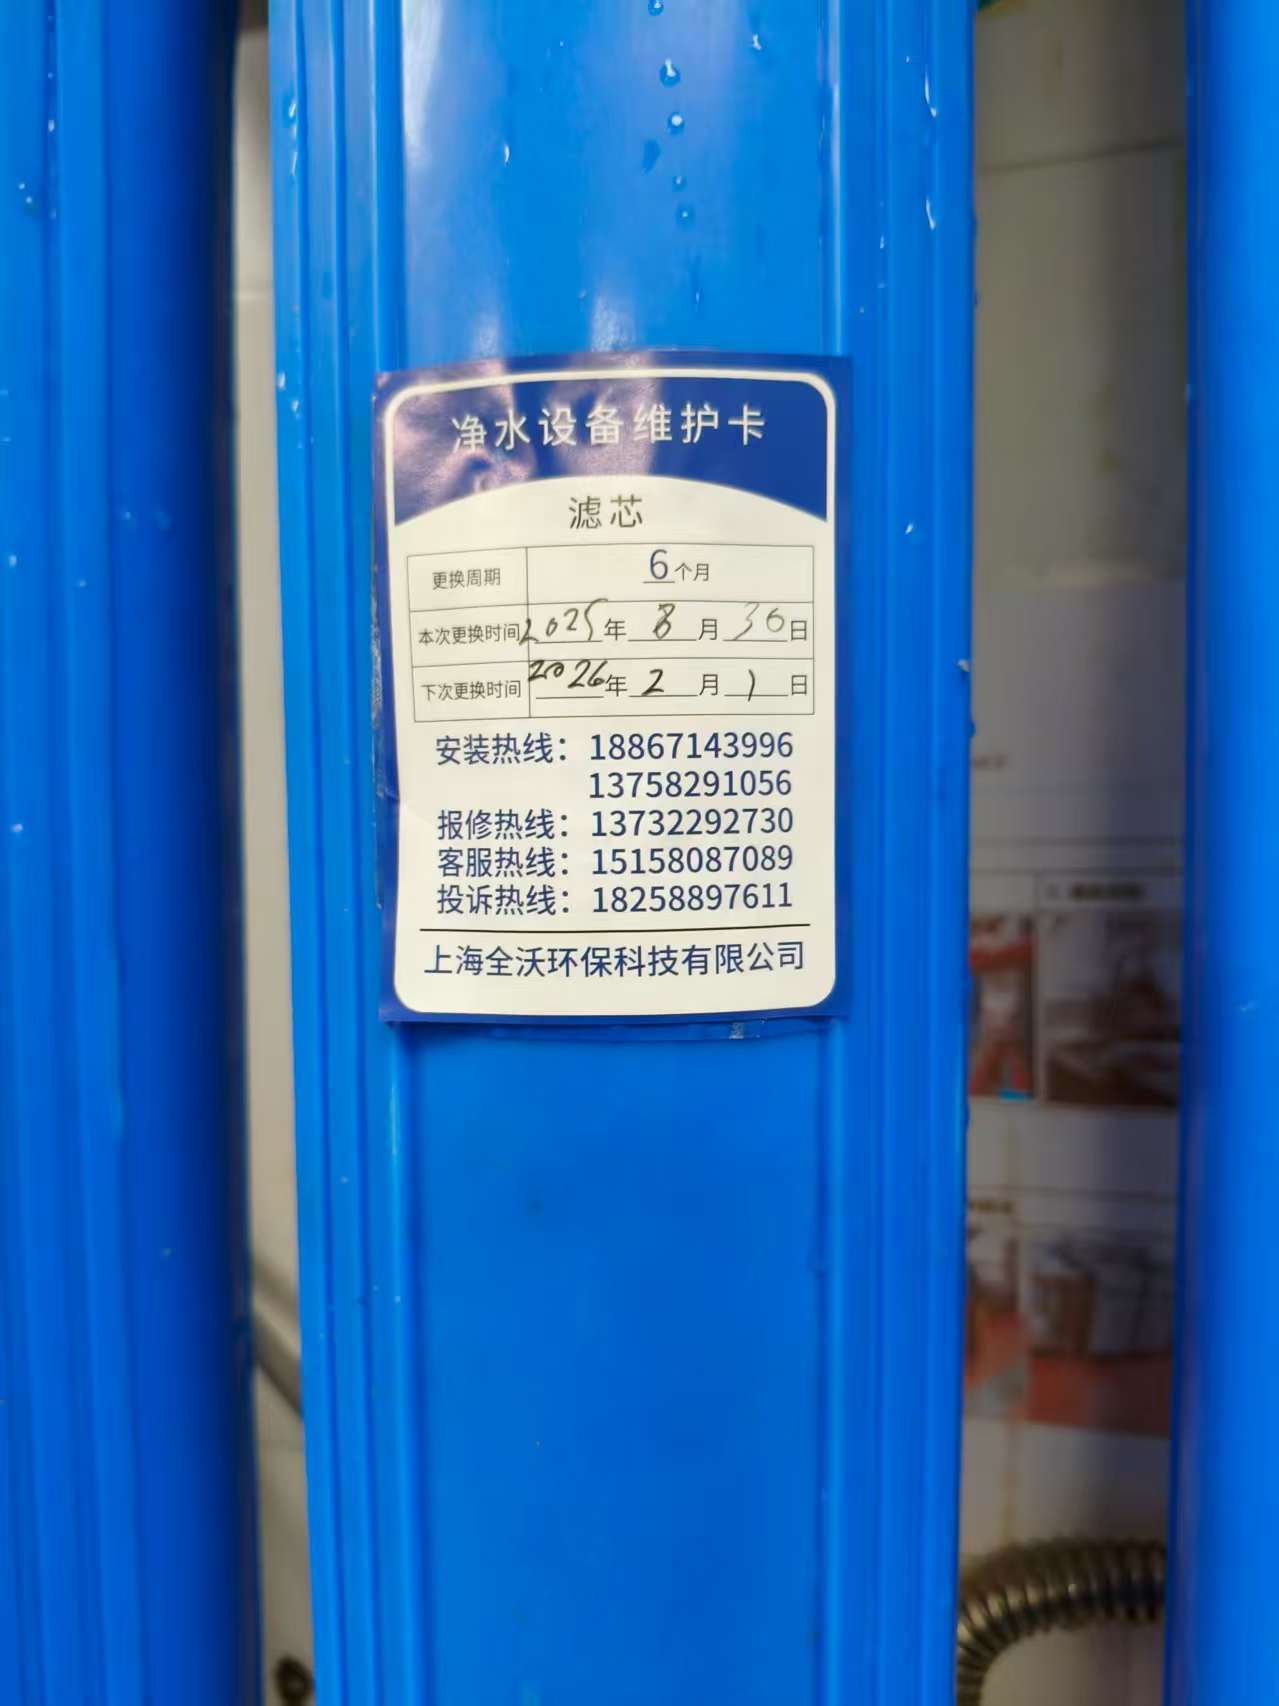 净水设备维护卡
滤芯
更换周期 6个月
本次更换时间 2025年 8月 30日
下次更换时间 2026年 2月 1日
安装热线：18867143996
13758291056
报修热线：13732292730
客服热线：15158087089
投诉热线：18258897611
上海全沃环保科技有限公司